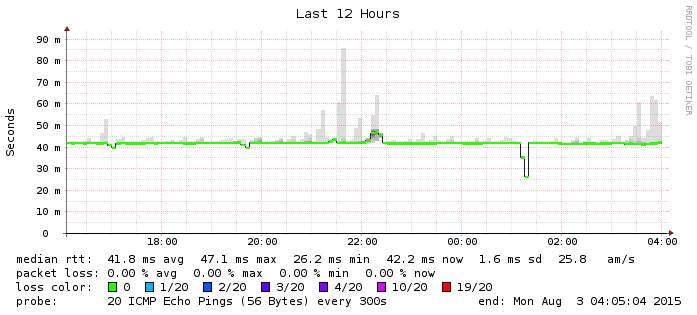 Last 12 Hours
RRDTOOL / TOBI OETIKER
Seconds
90 m
80 m
70 m
60 m
50 m
40 m
30 m
20 m
10 m
0
18:00 20:00 22:00 00:00 02:00 04:00
median rtt: 41.8 ms avg 47.1 ms max 26.2 ms min 42.2 ms now 1.6 ms sd 25.8 am/s
packet loss: 0.00 % avg 0.00 % max 0.00 % min 0.00 % now
loss color: 0 1/20 2/20 3/20 4/20 10/20 19/20
probe: 20 ICMP Echo Pings (56 Bytes) every 300s end: Mon Aug 3 04:05:04 2015